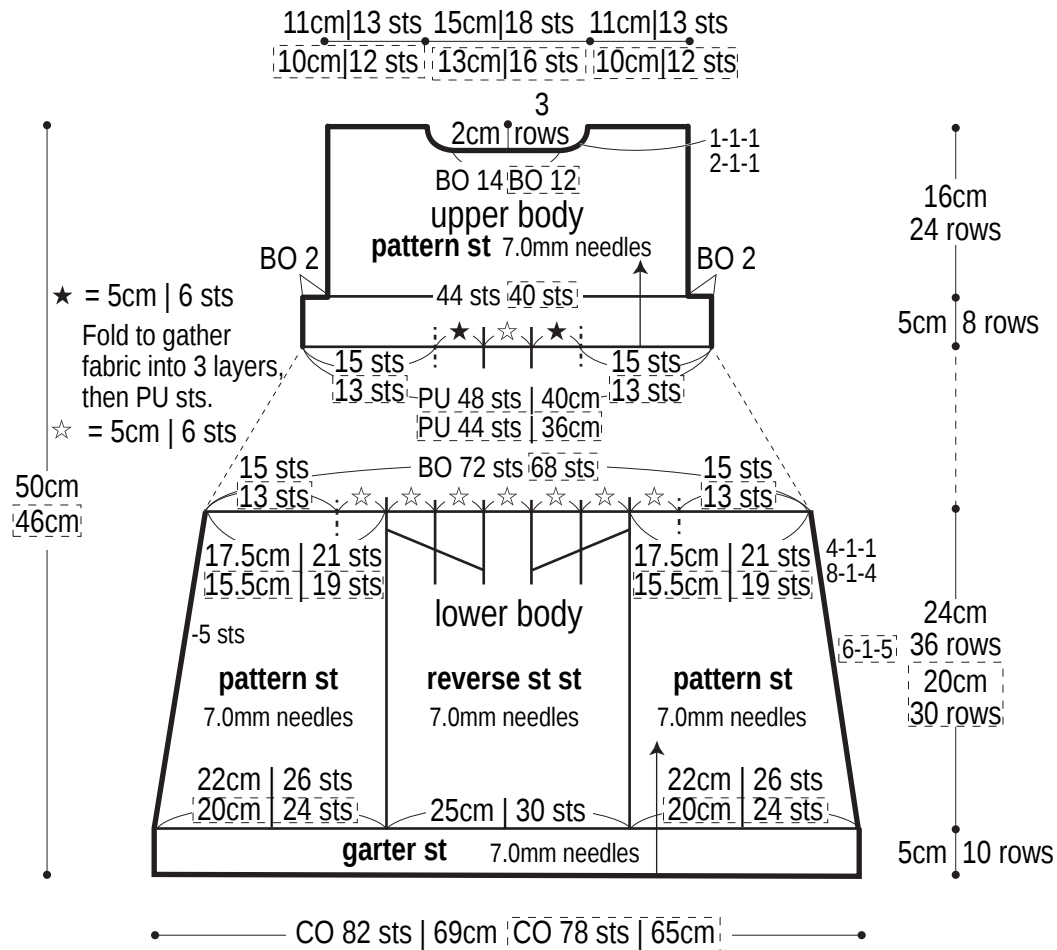 11cm|13 sts 15cm|18 sts 11cm|13 sts
10cm|12 sts 13cm|16 sts 10cm|12 sts
3
2cm rows
1-1-1
2-1-1
BO 14 BO 12
upper body
pattern st 7.0mm needles
16cm
24 rows
BO 2
BO 2
★ = 5cm | 6 sts
Fold to gather
fabric into 3 layers,
then PU sts.
☆ = 5cm | 6 sts
44 sts 40 sts
★ ☆ ★
5cm 8 rows
15 sts
13 sts
15 sts
13 sts
PU 48 sts | 40cm
PU 44 sts | 36cm
50cm
46cm
15 sts
13 sts
BO 72 sts 68 sts
15 sts
13 sts
☆ ☆ ☆ ☆ ☆ ☆ ☆
17.5cm | 21 sts
15.5cm | 19 sts
17.5cm | 21 sts
15.5cm | 19 sts
4-1-1
8-1-4
lower body
-5 sts
6-1-5
24cm
36 rows
20cm
30 rows
pattern st
7.0mm needles
reverse st st
7.0mm needles
pattern st
7.0mm needles
22cm | 26 sts
20cm | 24 sts
25cm | 30 sts
22cm | 26 sts
20cm | 24 sts
garter st 7.0mm needles
5cm 10 rows
CO 82 sts | 69cm CO 78 sts | 65cm